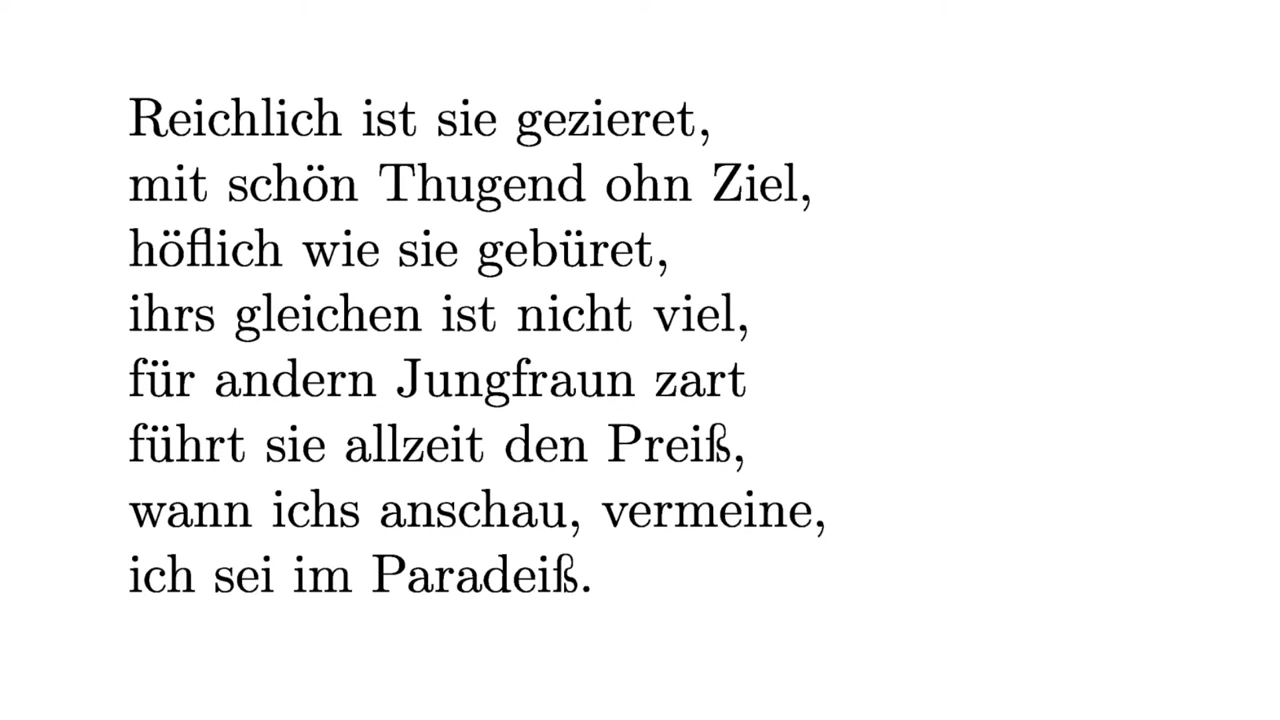 Reichlich ist sie gezieret,
mit schön Thugend ohn Ziel,
höflich wie sie gebüret,
ihrs gleichen ist nicht viel,
für andern Jungfraun zart
führt sie allzeit den Preiß,
wann ichs anschau, vermeine,
ich sei im Paradeiß.